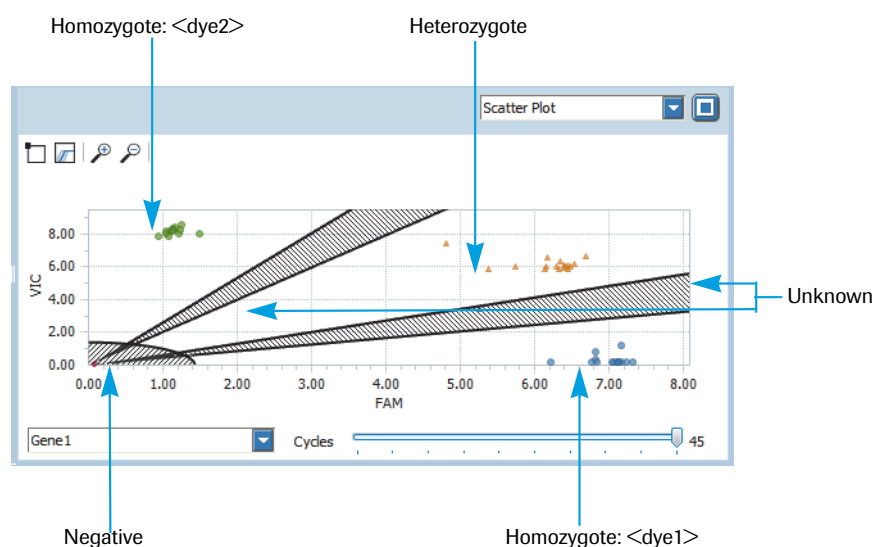 Homozygote: <dye2>
Heterozygote
Scatter Plot
8.00
6.00
4.00
2.00
0.00
VIC
Unknown
0.00 1.00 2.00 3.00 4.00 5.00 6.00 7.00 8.00
FAM
Gene1 Cycles 45
Negative Homozygote: <dye1>